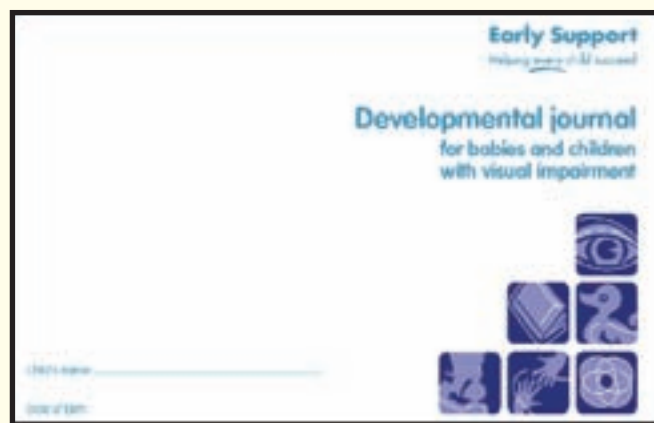 Early Support
Helping every child succeed
Developmental journal
for babies and children
with visual impairment
Child's name
Date of birth